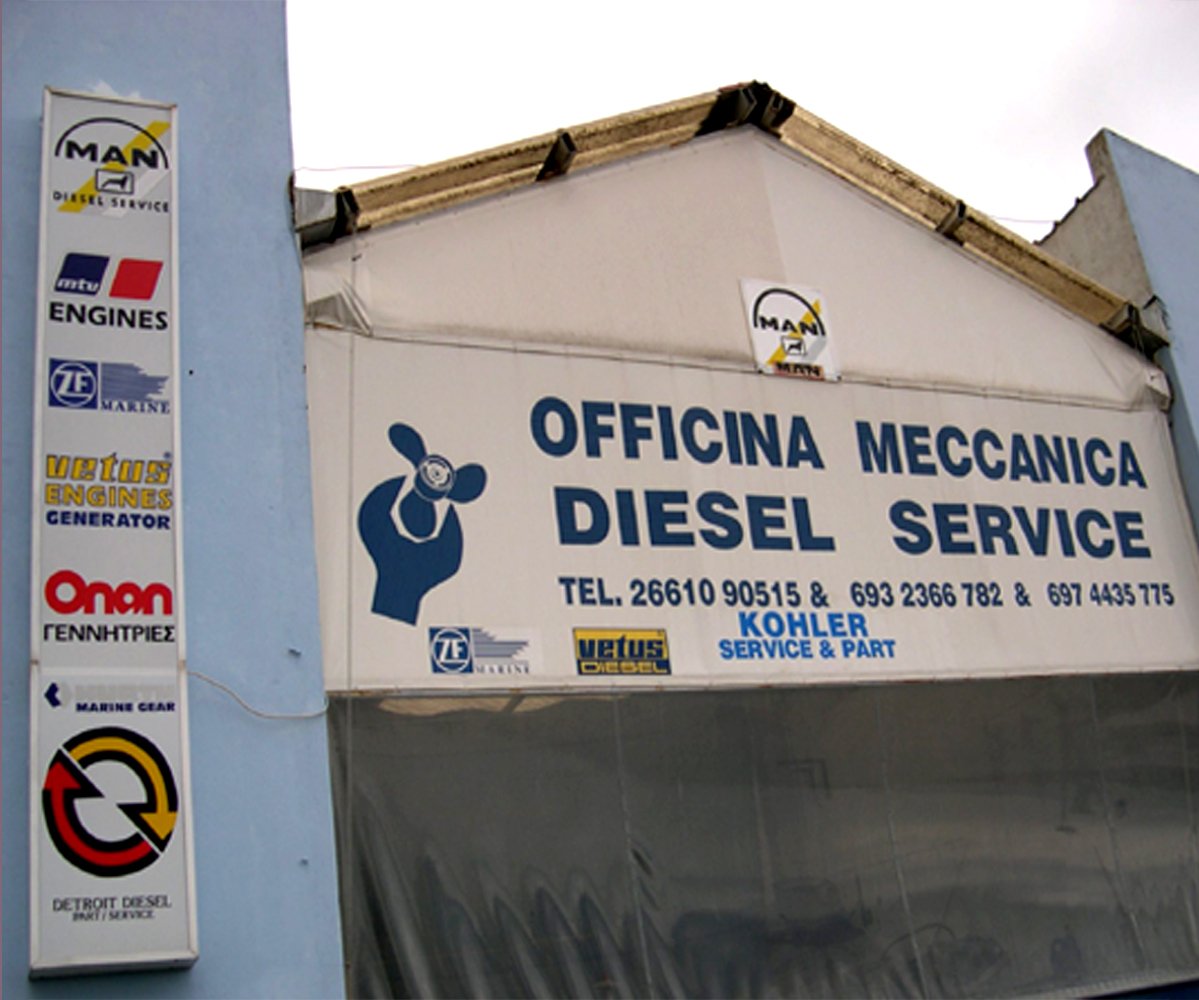 MAN
DIESEL SERVICE
mtu
ENGINES
ZF
MARINE
vetus®
ENGINES
GENERATOR
Onan
ΓΕΝΝΗΤΡΙΕΣ
MARINE GEAR
DETROIT DIESEL
PART / SERVICE
MAN
MAN
OFFICINA MECCANICA
DIESEL SERVICE
TEL. 26610 90515 & 693 2366 782 & 697 4435 775
KOHLER
SERVICE & PART
ZF
MARINE
vetus
DIESEL